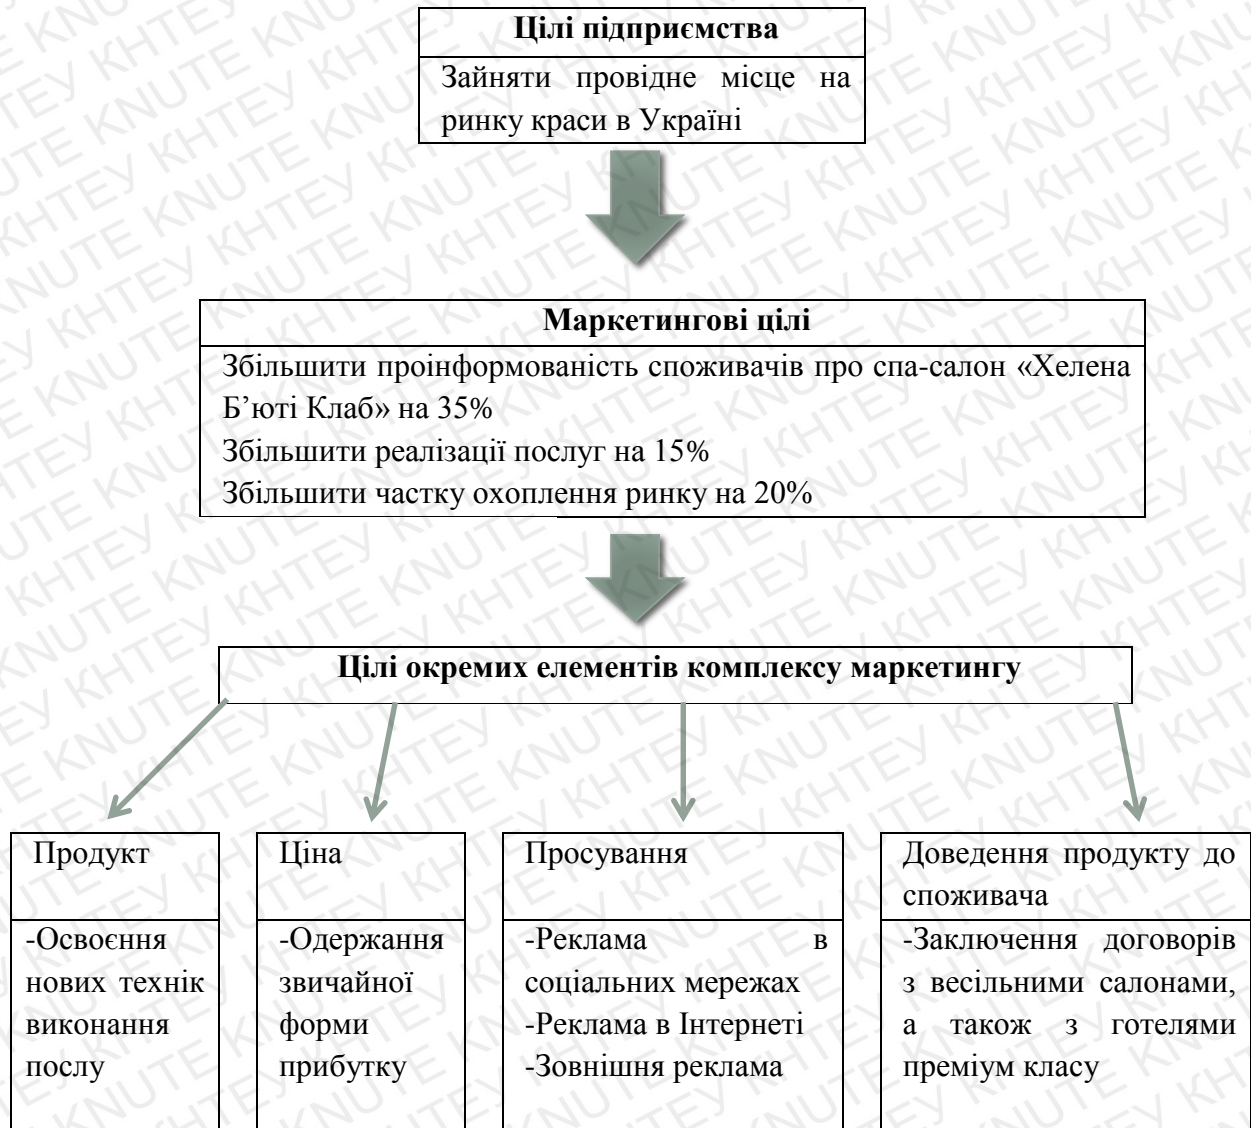 Цілі підприємства
Зайняти провідне місце на
ринку краси в Україні
Маркетингові цілі
Збільшити проінформованість споживачів про спа-салон «Хелена
Б’юті Клаб» на 35%
Збільшити реалізації послуг на 15%
Збільшити частку охоплення ринку на 20%
Цілі окремих елементів комплексу маркетингу
Продукт
-Освоєння
нових технік
виконання
послу
Ціна
-Одержання
звичайної
форми
прибутку
Просування
-Реклама в
соціальних мережах
-Реклама в Інтернеті
-Зовнішня реклама
Доведення продукту до
споживача
-Заключення договорів
з весільними салонами,
а також з готелями
преміум класу